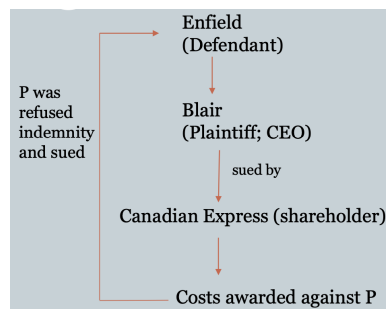 Enfield
(Defendant)
P was
refused
indemnity
and sued
Blair
(Plaintiff; CEO)
sued by
Canadian Express (shareholder)
Costs awarded against P